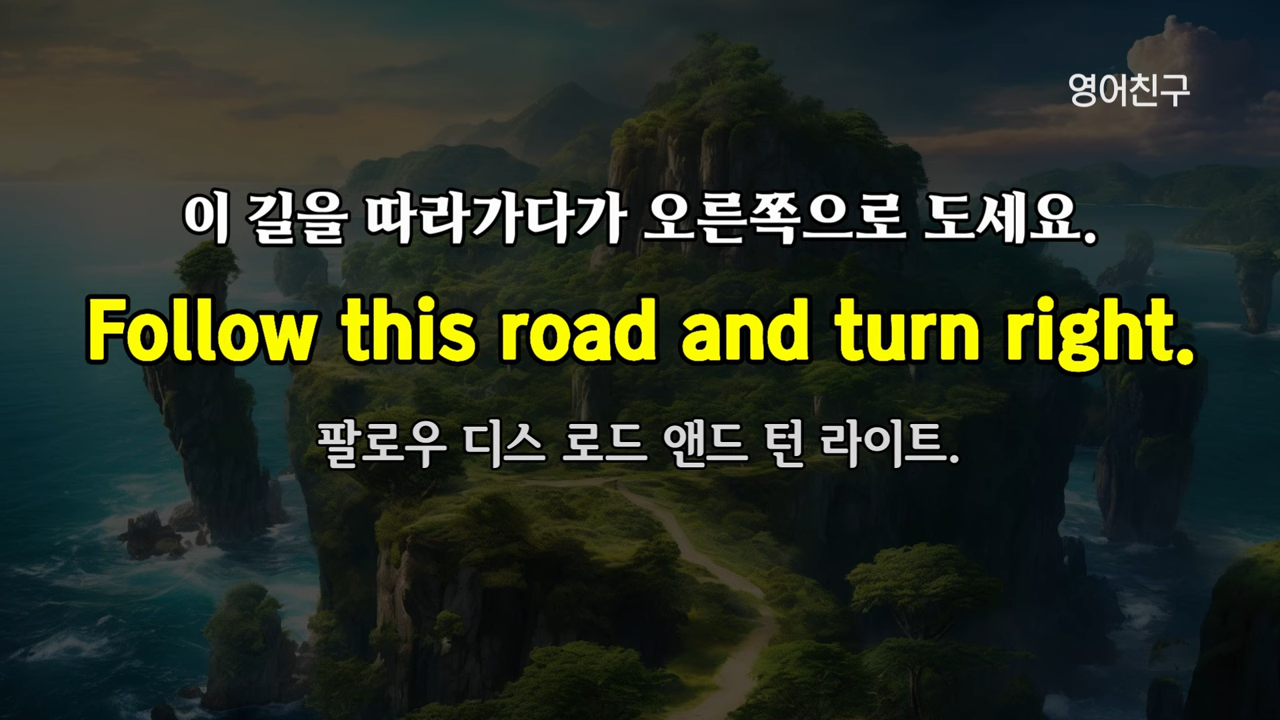 영어친구
이 길을 따라가다가 오른쪽으로 도세요.
Follow this road and turn right.
팔로우 디스 로드 앤드 턴 라이트.